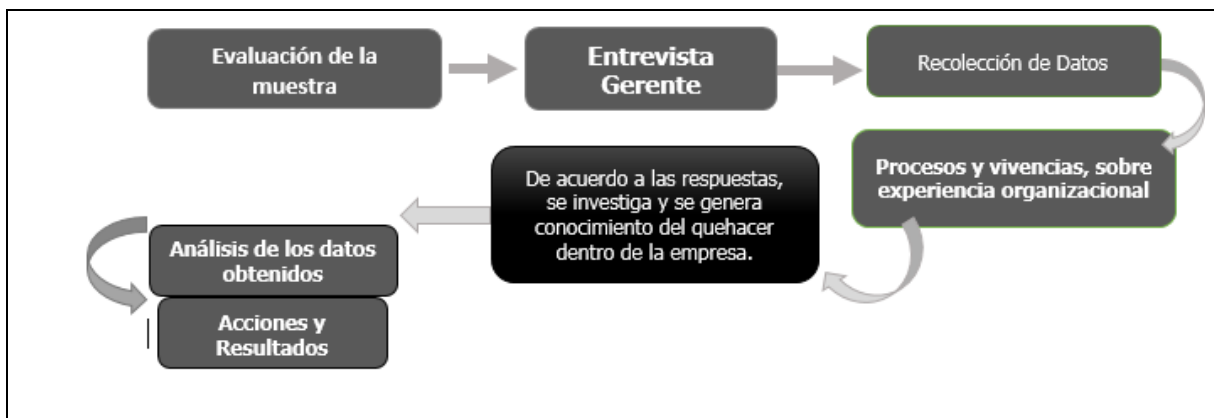 Evaluación de la
muestra
Entrevista
Gerente
Recolección de Datos
Procesos y vivencias, sobre
experiencia organizacional
De acuerdo a las respuestas,
se investiga y se genera
conocimiento del quehacer
dentro de la empresa.
Análisis de los datos
obtenidos
Acciones y
Resultados